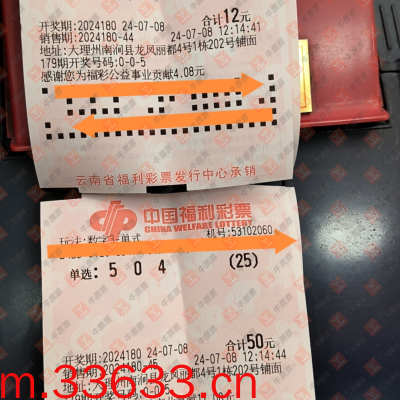 开奖期:2024180 24-07-08 合计12元
销售期:2024180-44 24-07-08 12:14:41
地址:大理州南涧县龙凤丽都4号1栋202号铺面
179期开奖号码:0-0-5
感谢您为福彩公益事业贡献4.08元
云南省福利彩票发行中心承销
中国福利彩票
CHINA WELFARE LOTTERY
机号:53102060
单选: 5 0 4 (25)
开奖期:2024180 24-07-08 合计50元
销售期:2024180-45 24-07-08 12:14:44
m.33633.cn